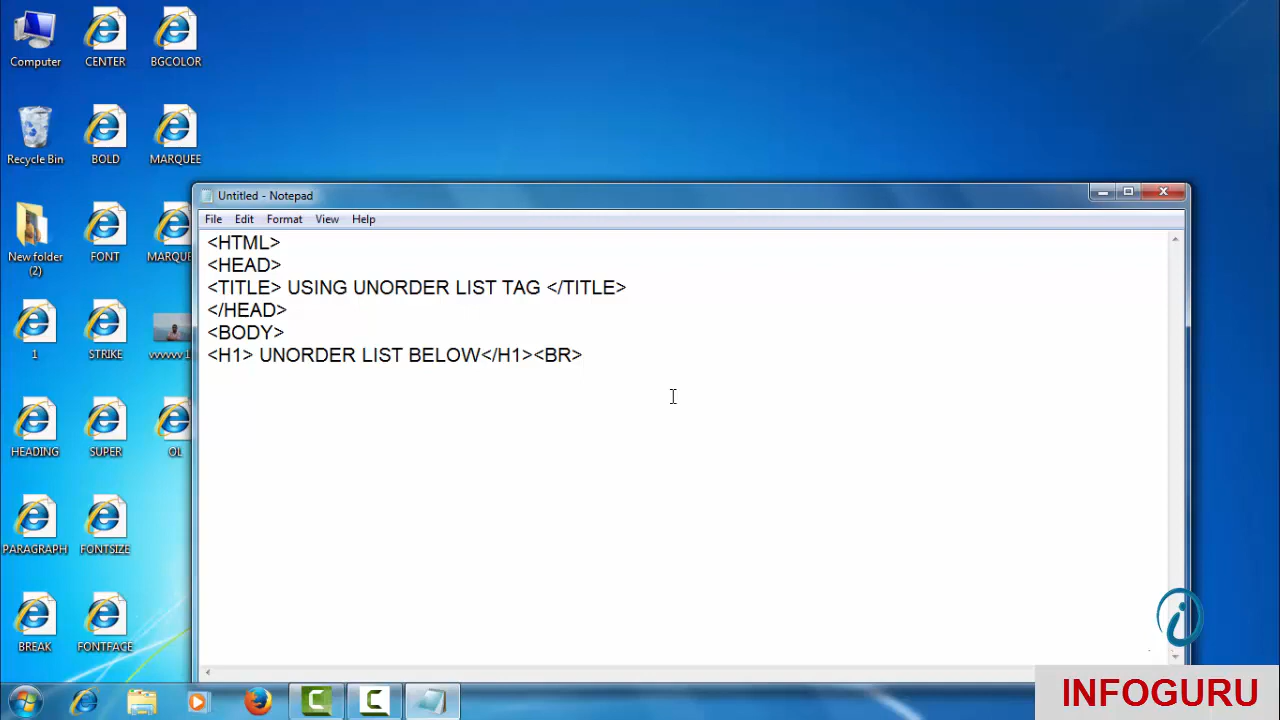 Computer
CENTER
BGCOLOR
Recycle Bin
BOLD
MARQUEE
New folder
(2)
FONT
MARQUE
1
STRIKE
HEADING
SUPER
OL
PARAGRAPH
FONTSIZE
BREAK
FONTFACE
Untitled - Notepad
File Edit Format View Help
<HTML>
<HEAD>
<TITLE> USING UNORDER LIST TAG </TITLE>
</HEAD>
<BODY>
<H1> UNORDER LIST BELOW</H1><BR>
INFOGURU